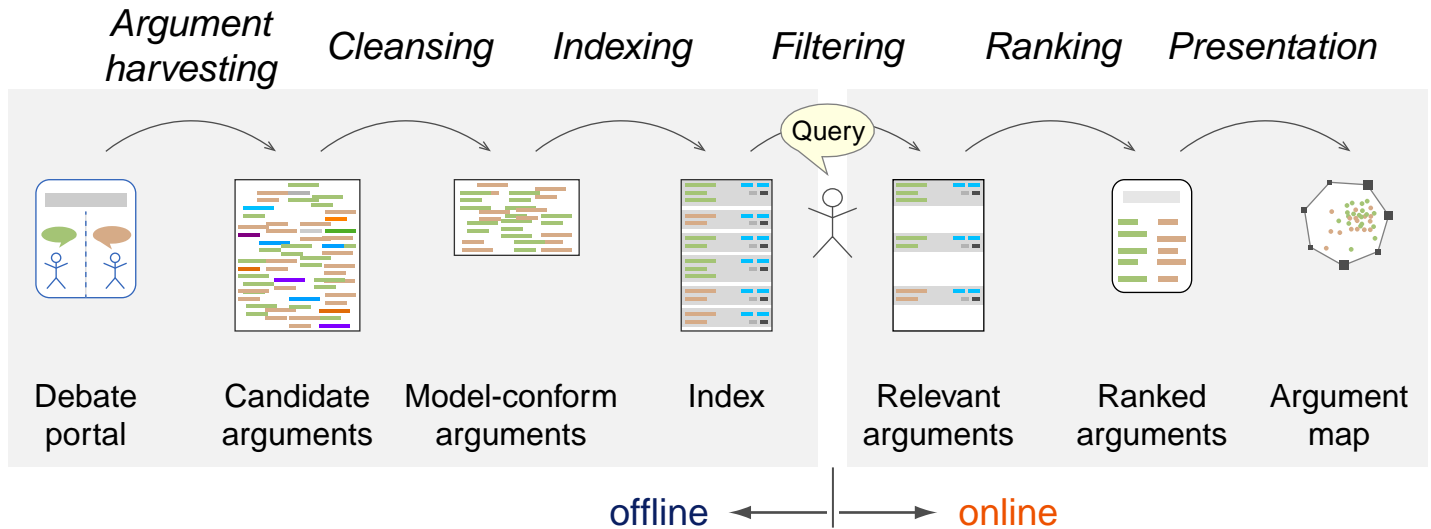 Argument
harvesting
Cleansing
Indexing
Filtering
Ranking
Presentation
Query
Debate
portal
Candidate
arguments
Model-conform
arguments
Index
Relevant
arguments
Ranked
arguments
Argument
map
offline
online